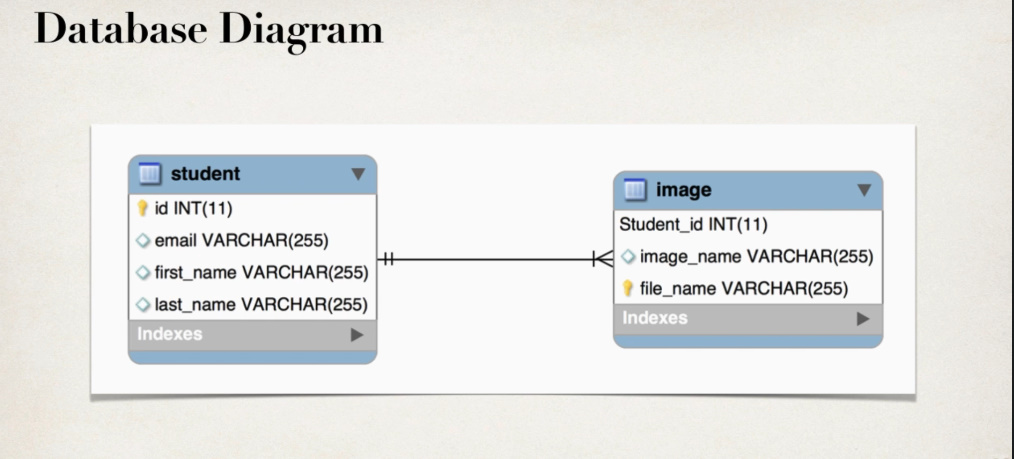 Database Diagram
student
id INT(11)
email VARCHAR(255)
first_name VARCHAR(255)
last_name VARCHAR(255)
Indexes
image
Student_id INT(11)
image_name VARCHAR(255)
file_name VARCHAR(255)
Indexes